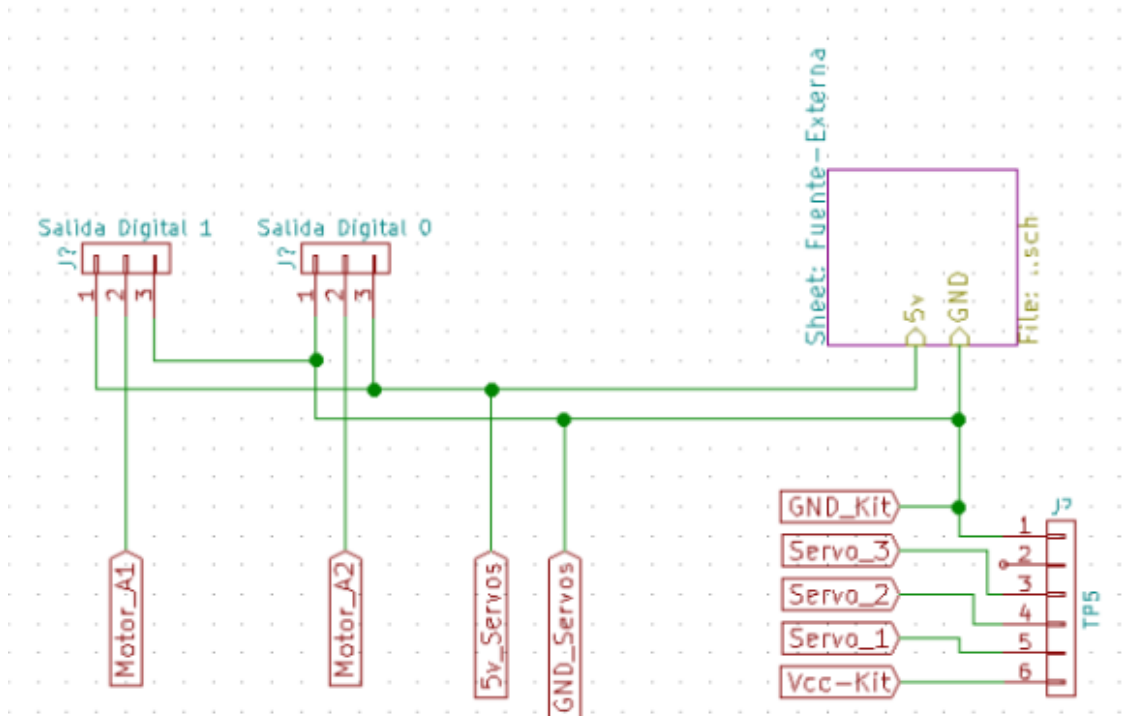 Sheet: Fuente-Externa
5v
GND
File: ..sch
Salida Digital 1
J?
1
2
3
Salida Digital 0
J?
1
2
3
Motor_A1
Motor_A2
5v_Servos
GND_Servos
GND_Kit
Servo_3
Servo_2
Servo_1
Vcc-Kit
J?
1
2
3
4
5
6
TP5